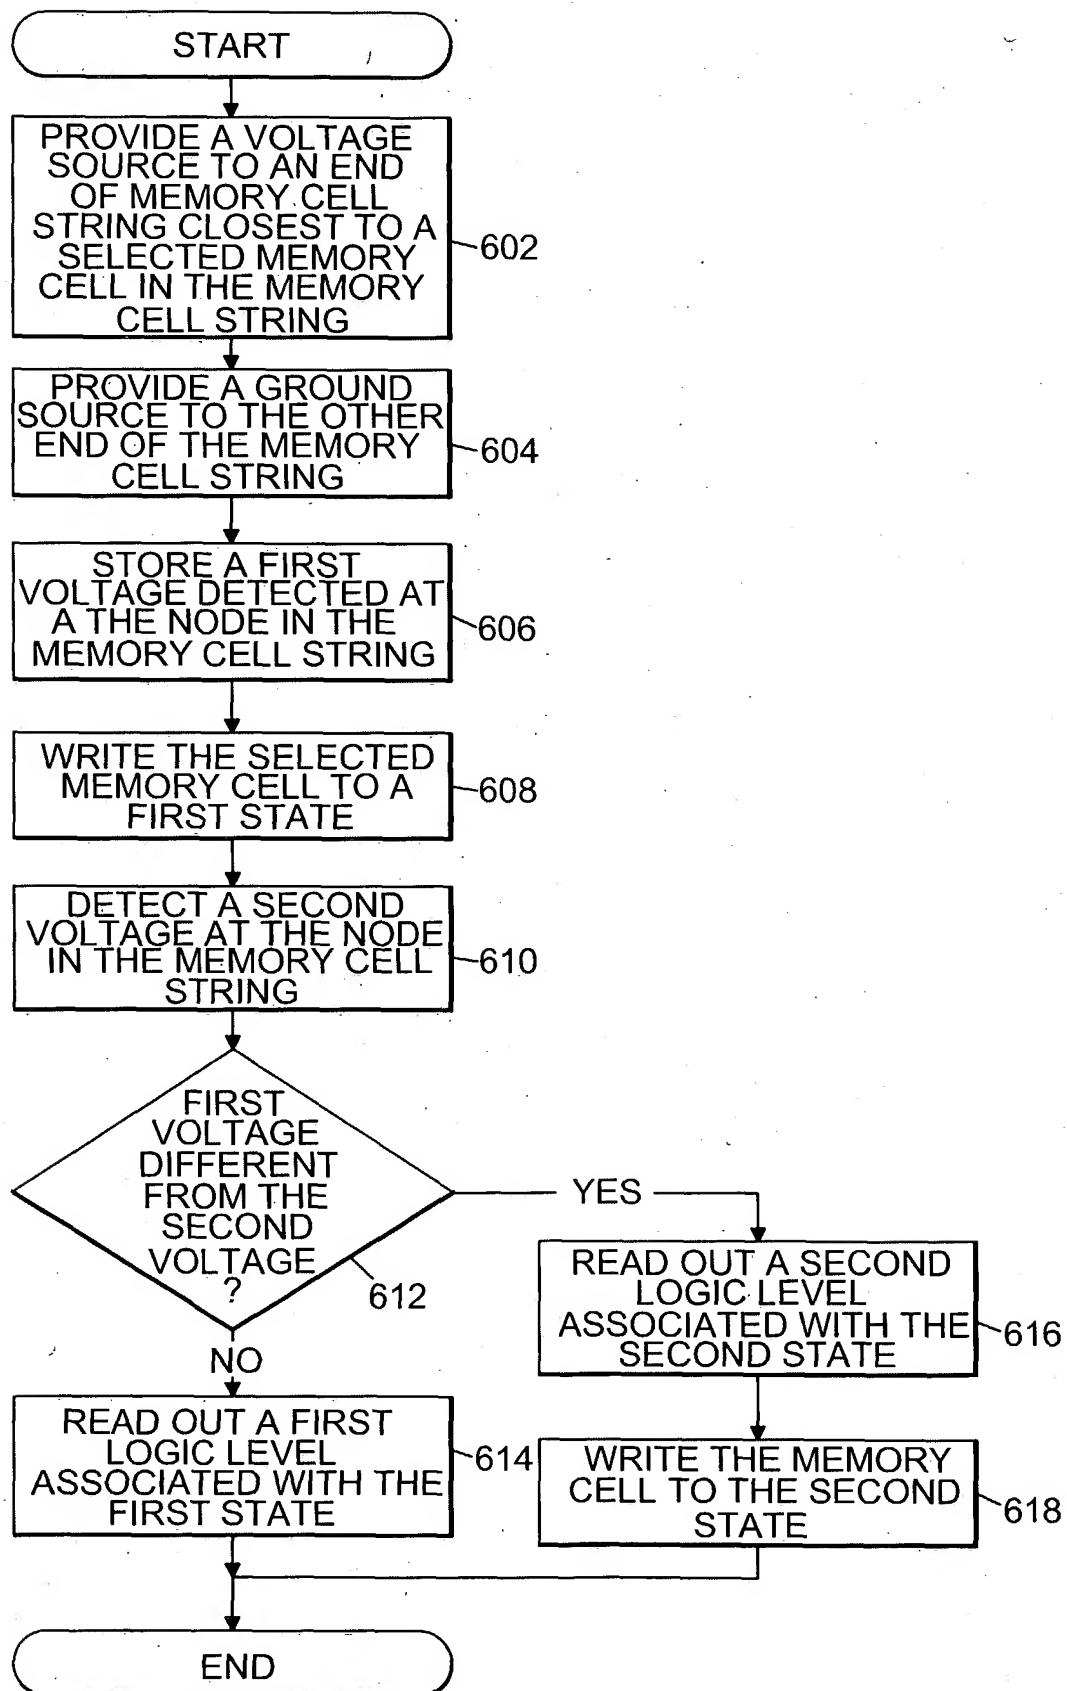 START
PROVIDE A VOLTAGE
SOURCE TO AN END
OF MEMORY CELL
STRING CLOSEST TO A
SELECTED MEMORY
CELL IN THE MEMORY
CELL STRING
602
PROVIDE A GROUND
SOURCE TO THE OTHER
END OF THE MEMORY
CELL STRING
604
STORE A FIRST
VOLTAGE DETECTED AT
A THE NODE IN THE
MEMORY CELL STRING
606
WRITE THE SELECTED
MEMORY CELL TO A
FIRST STATE
608
DETECT A SECOND
VOLTAGE AT THE NODE
IN THE MEMORY CELL
STRING
610
FIRST
VOLTAGE
DIFFERENT
FROM THE
SECOND
VOLTAGE
?
612
YES
NO
READ OUT A SECOND
LOGIC LEVEL
ASSOCIATED WITH THE
SECOND STATE
616
READ OUT A FIRST
LOGIC LEVEL
ASSOCIATED WITH THE
FIRST STATE
614
WRITE THE MEMORY
CELL TO THE SECOND
STATE
618
END